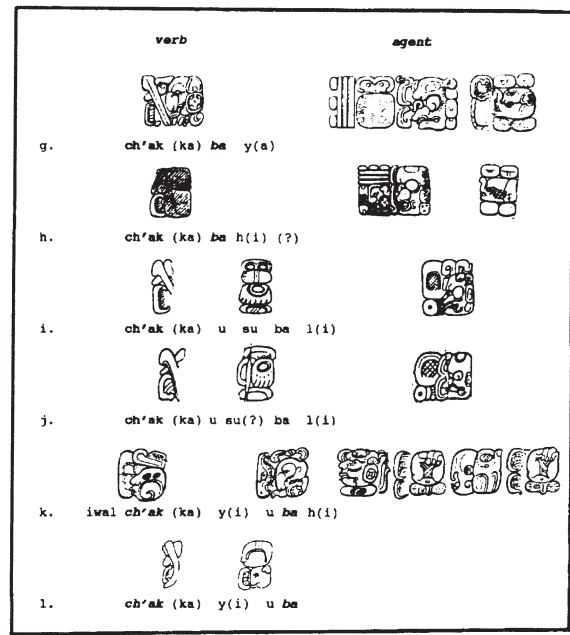 verb agent
g. ch'ak (ka) ba y(a)
h. ch'ak (ka) ba h(i) (?)
i. ch'ak (ka) u su ba l(i)
j. ch'ak (ka) u su(?) ba l(i)
k. iwal ch'ak (ka) y(i) u ba h(i)
l. ch'ak (ka) y(i) u ba